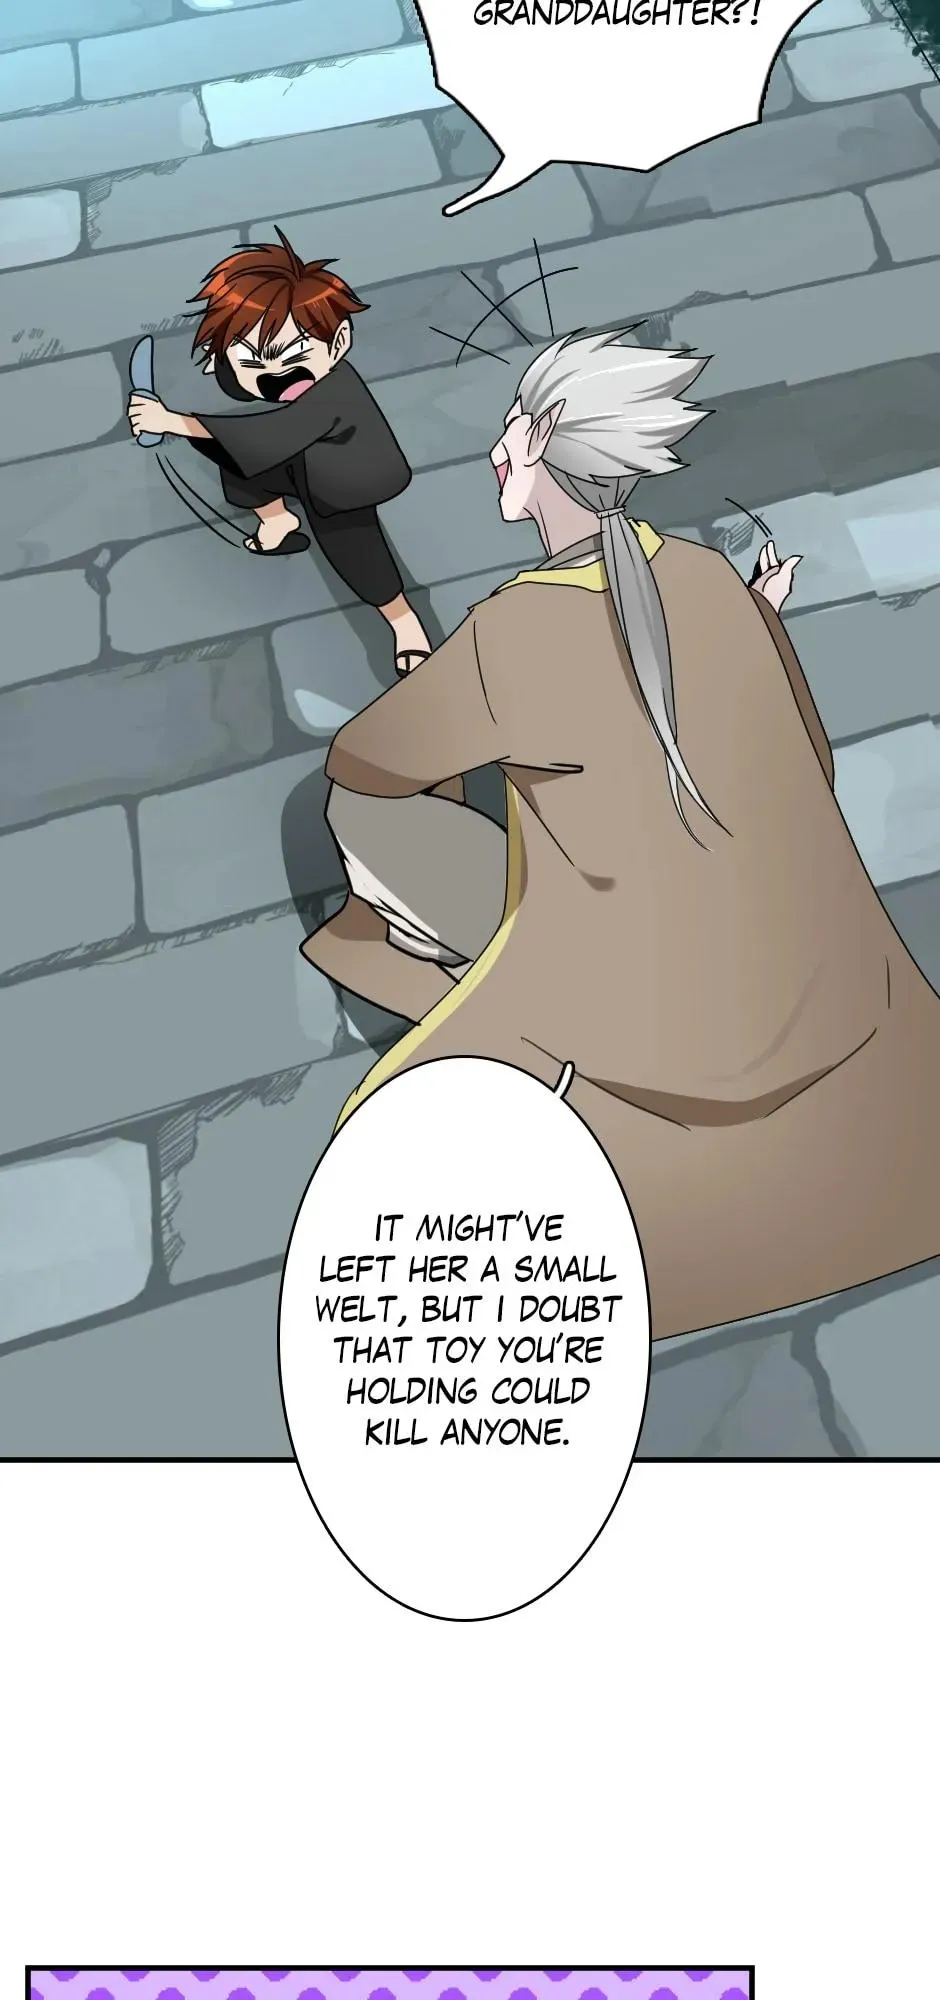 GRANDDAUGHTER?!
IT MIGHT'VE
LEFT HER A SMALL
WELT, BUT I DOUBT
THAT TOY YOU'RE
HOLDING COULD
KILL ANYONE.